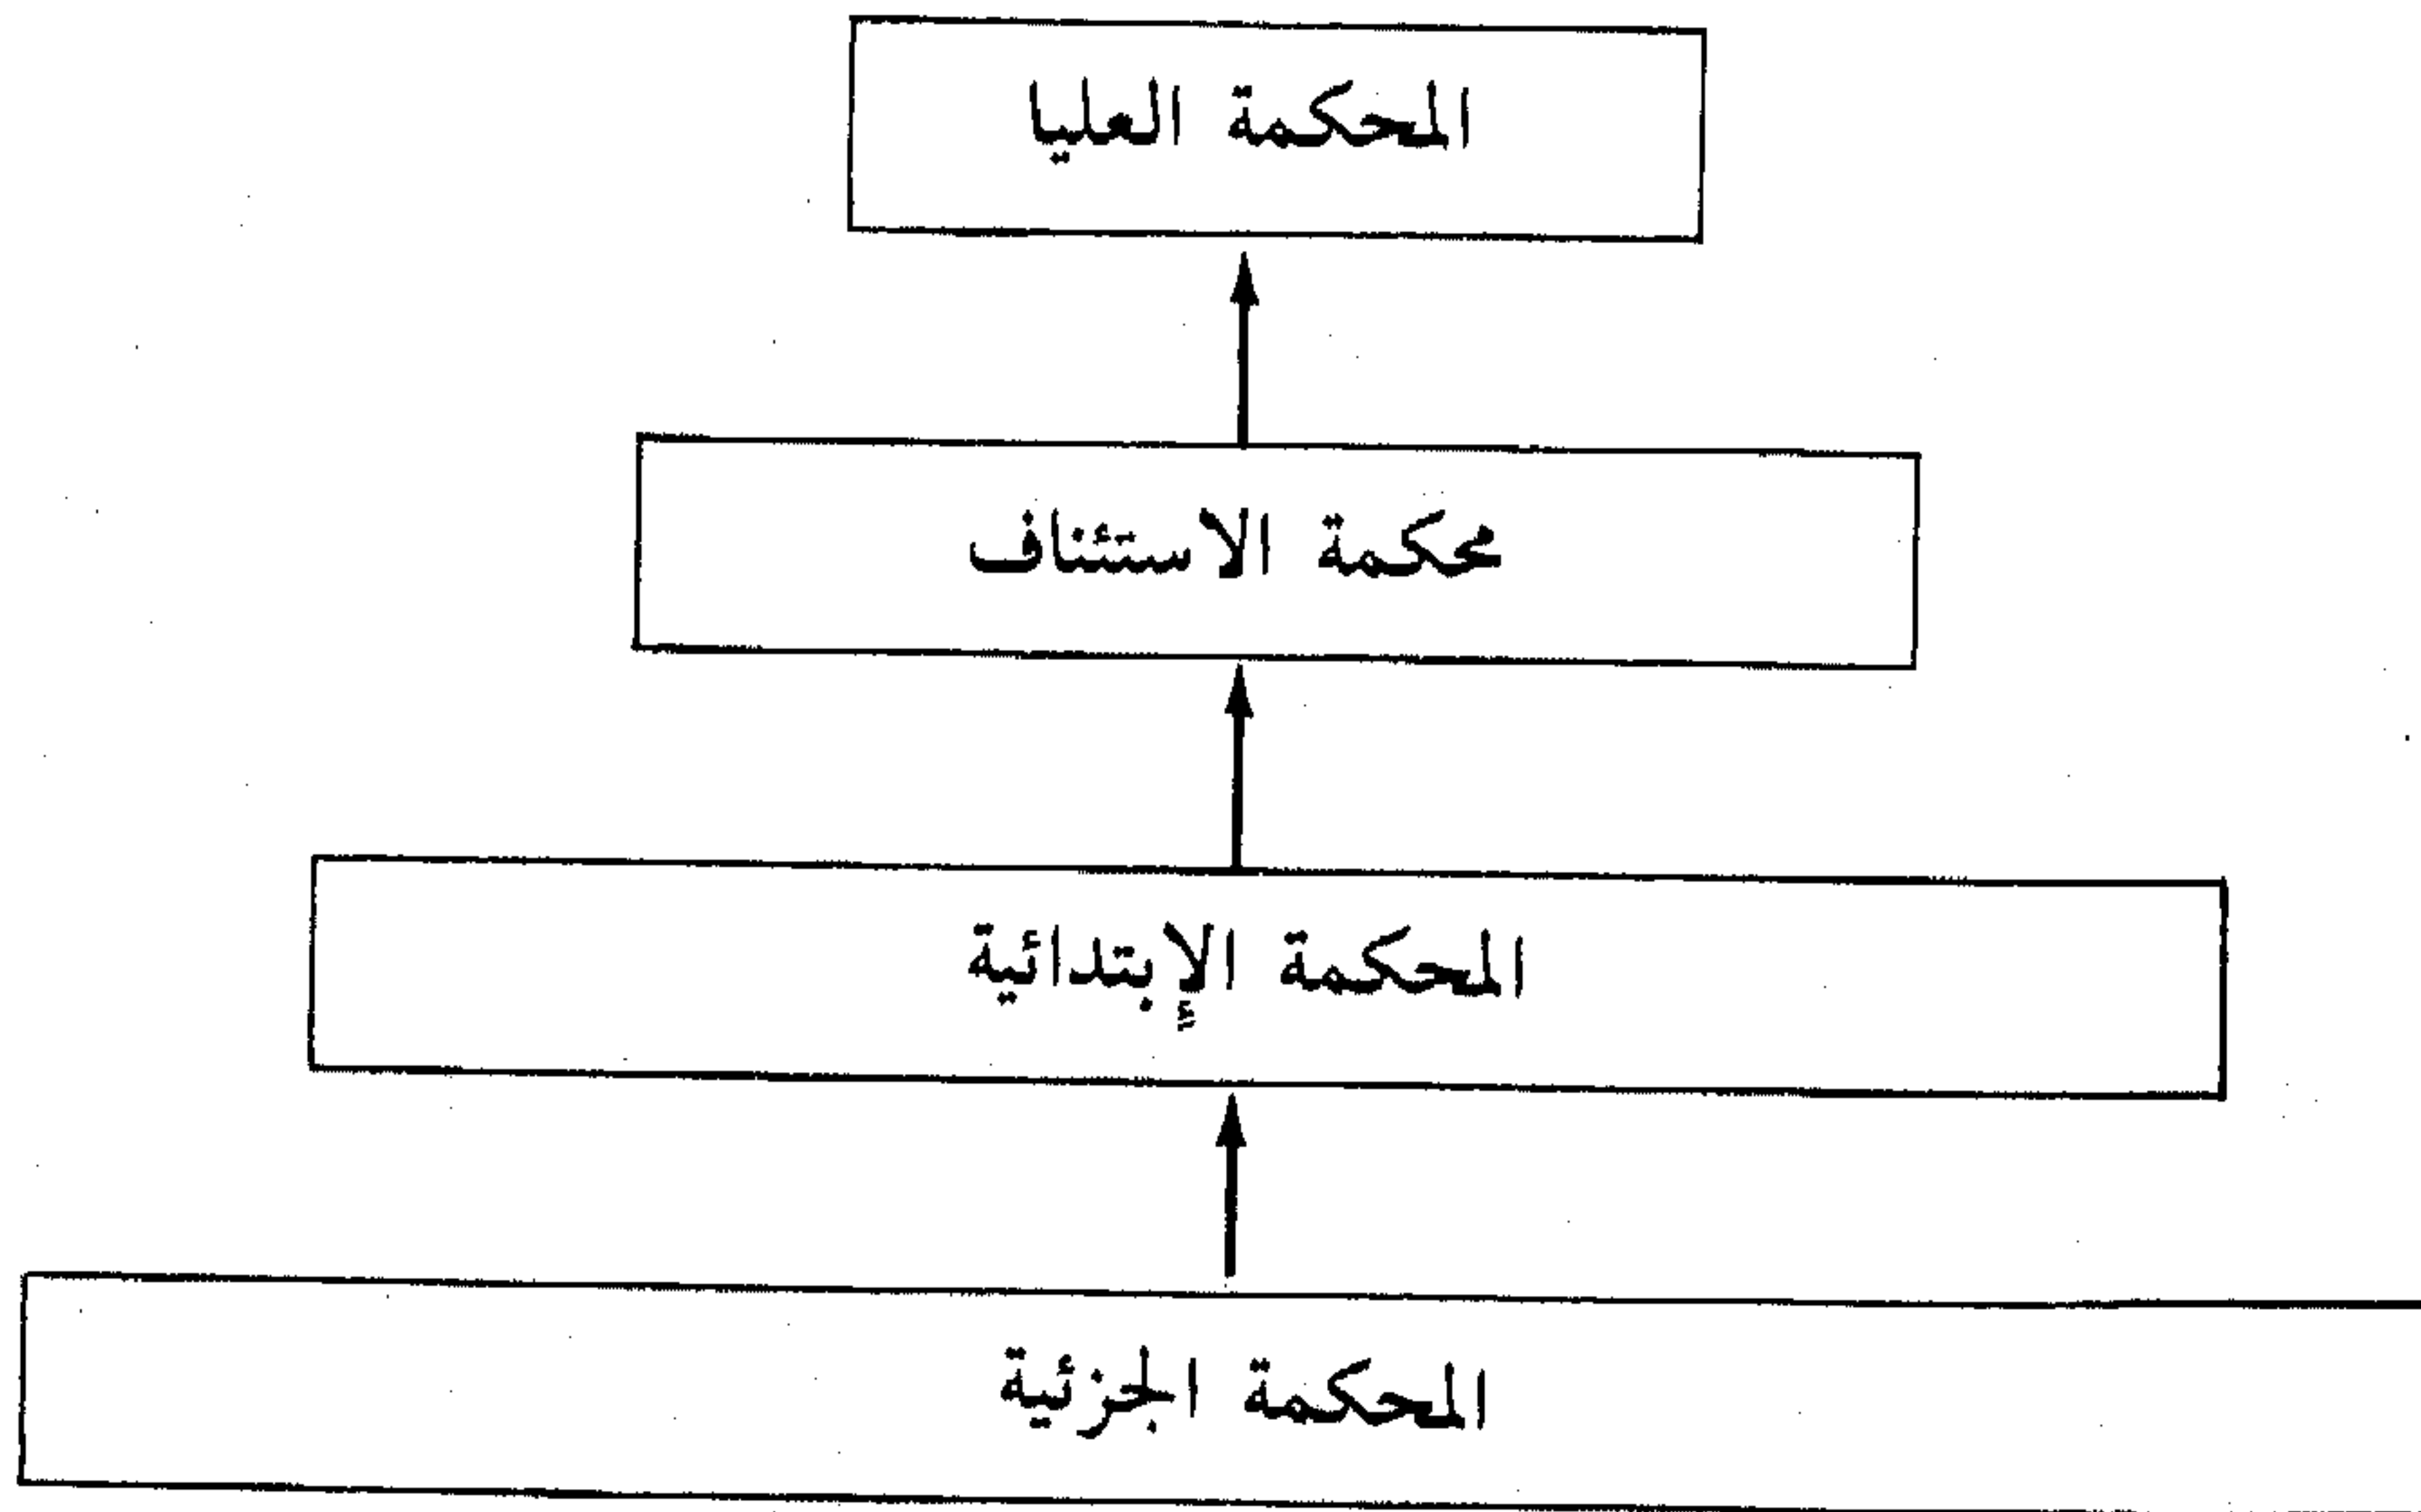 المحكمة العليا
محكمة الاستئناف
المحكمة الإبتدائية
المحكمة الجزئية